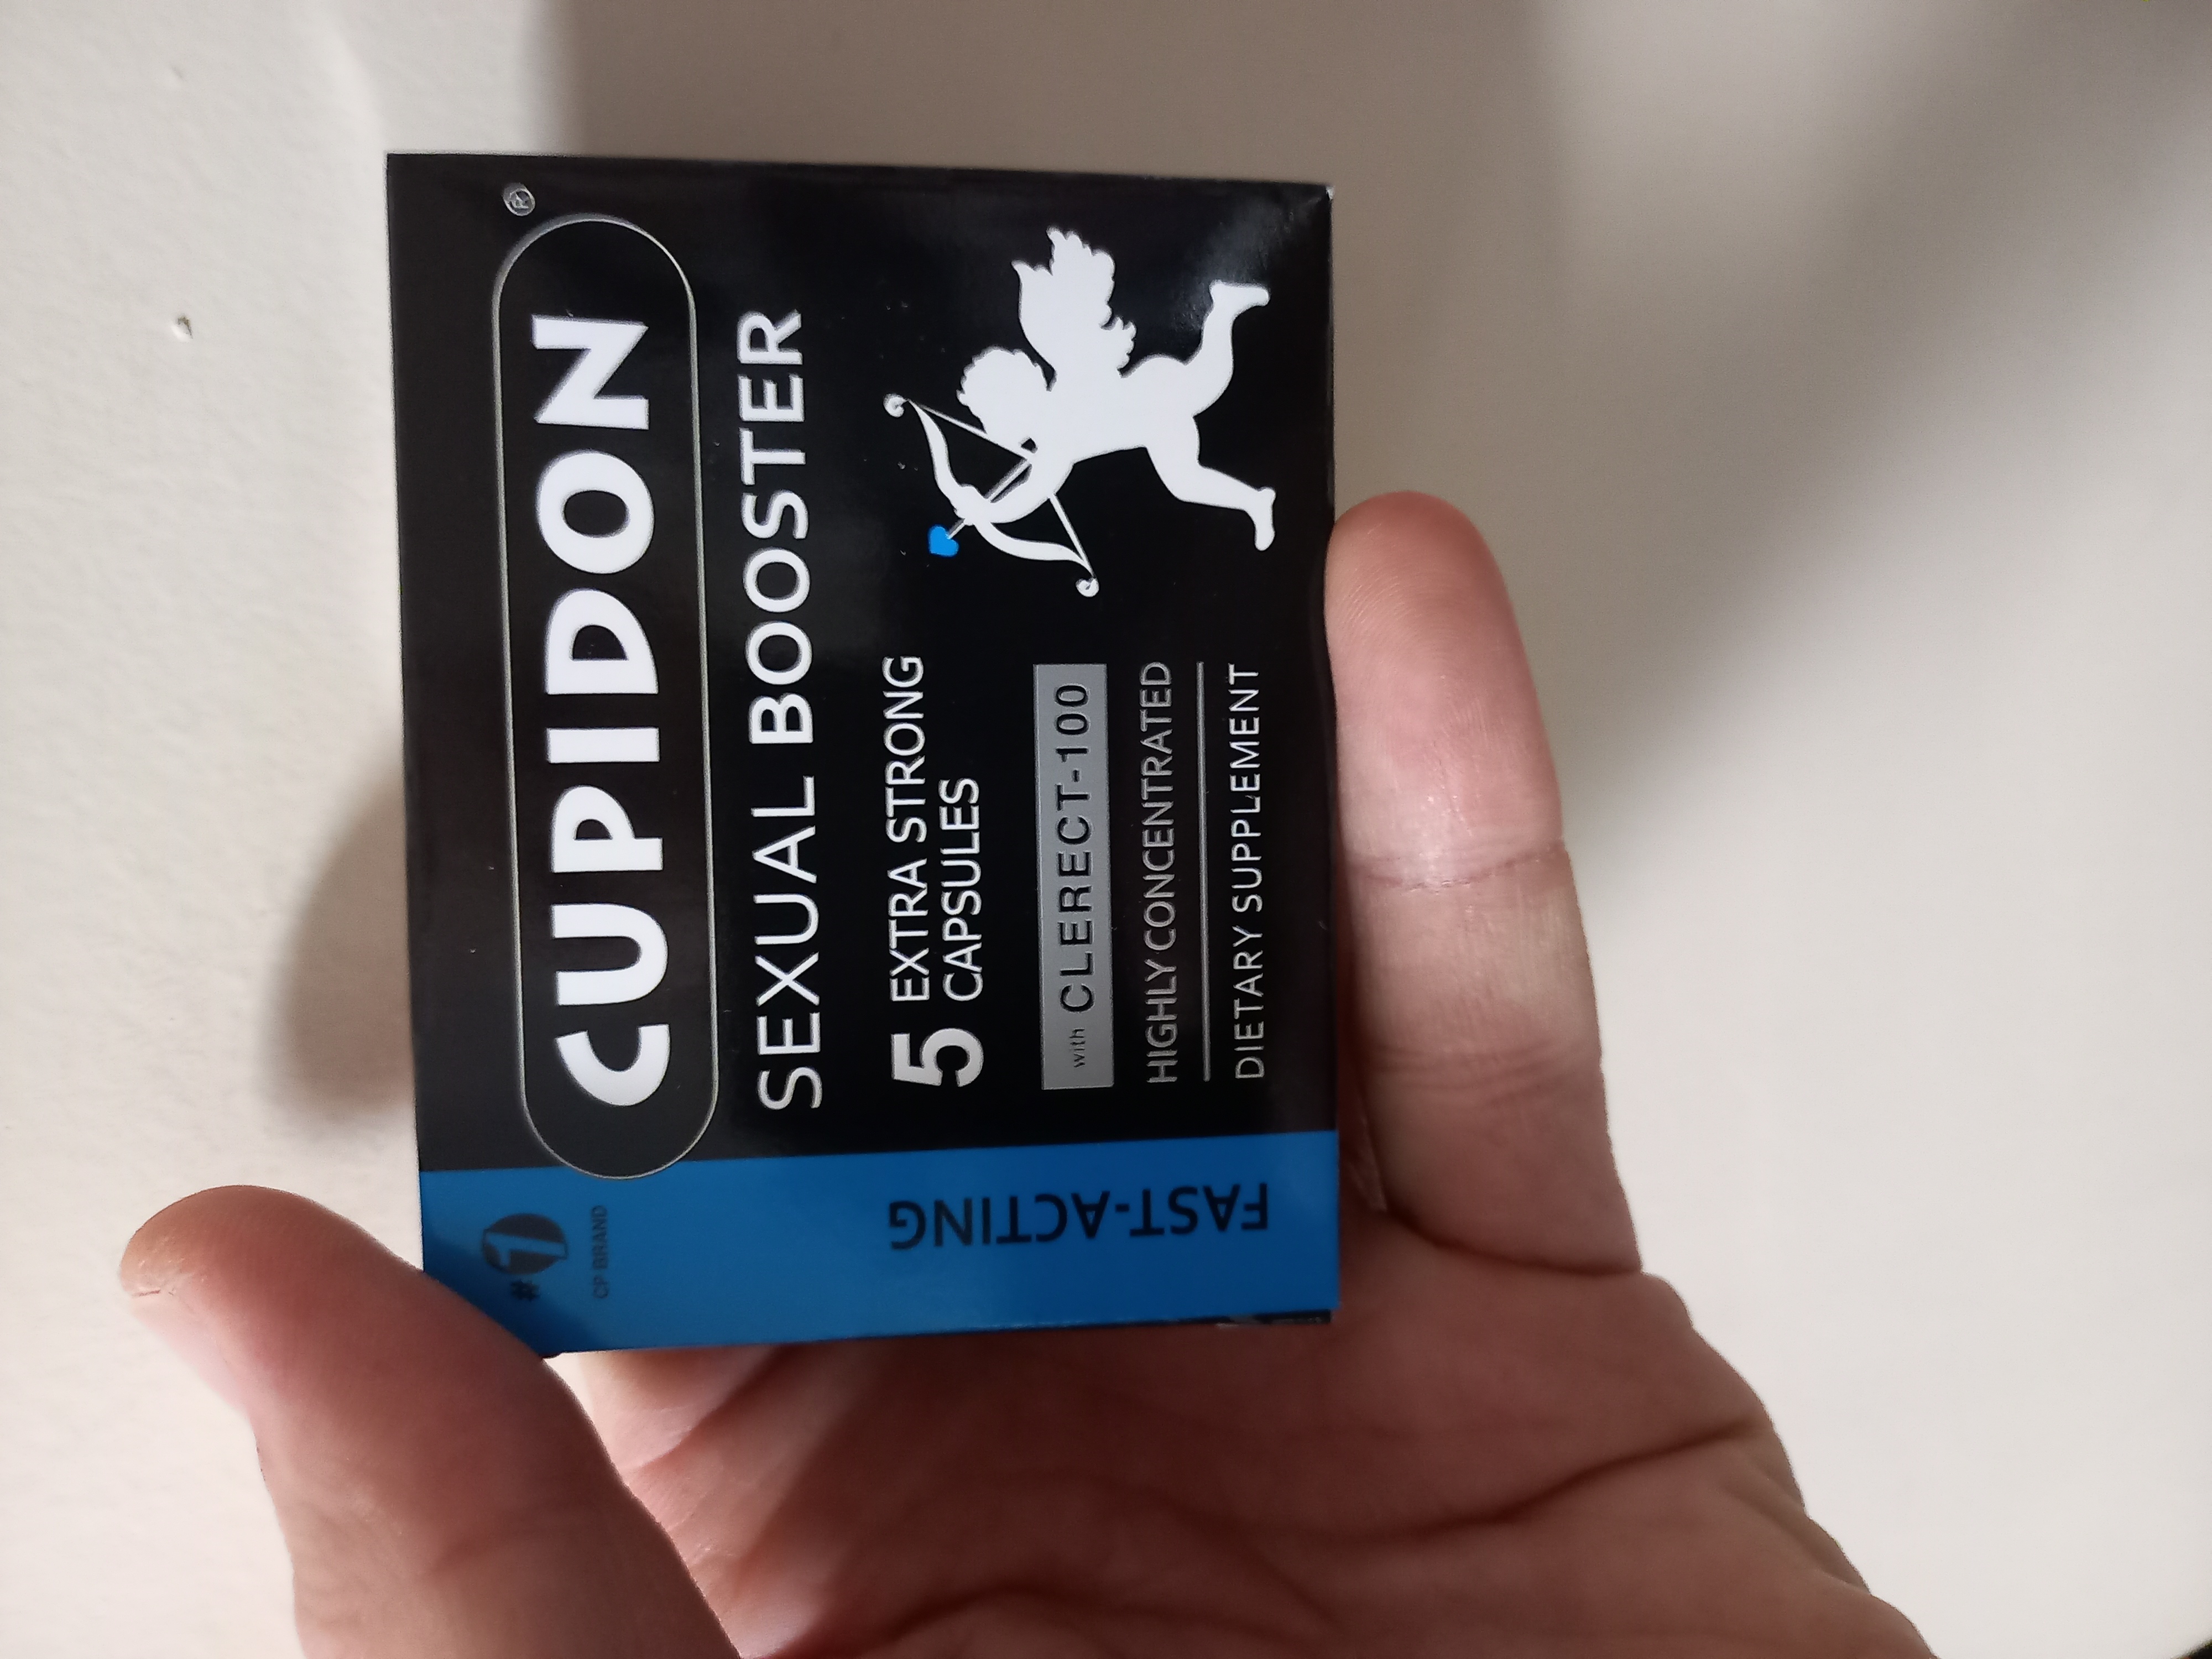 CUPIDON®
SEXUAL BOOSTER
5 EXTRA STRONG
CAPSULES
with CLERECT-100
HIGHLY CONCENTRATED
DIETARY SUPPLEMENT
#1
CP BRAND
FAST-ACTING